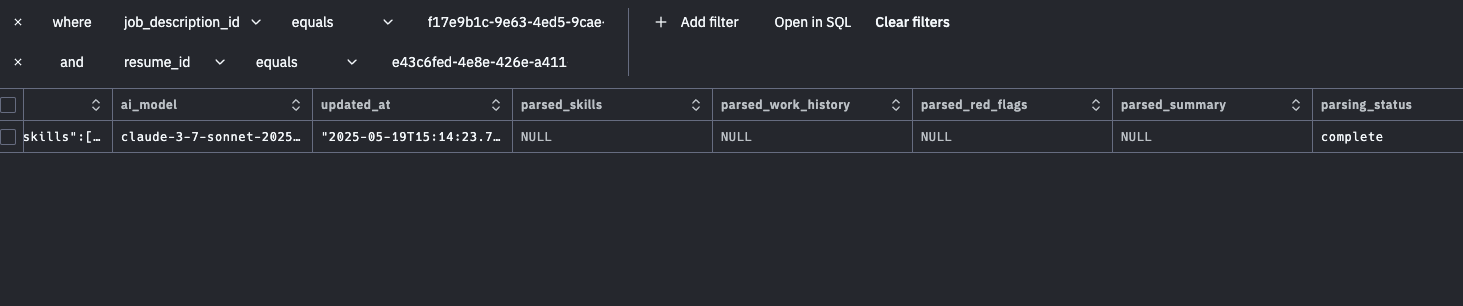 × where job_description_id equals f17e9b1c-9e63-4ed5-9cae- + Add filter Open in SQL Clear filters
× and resume_id equals e43c6fed-4e8e-426e-a411
ai_model updated_at parsed_skills parsed_work_history parsed_red_flags parsed_summary parsing_status
skills":[… claude-3-7-sonnet-2025… "2025-05-19T15:14:23.7… NULL NULL NULL NULL complete